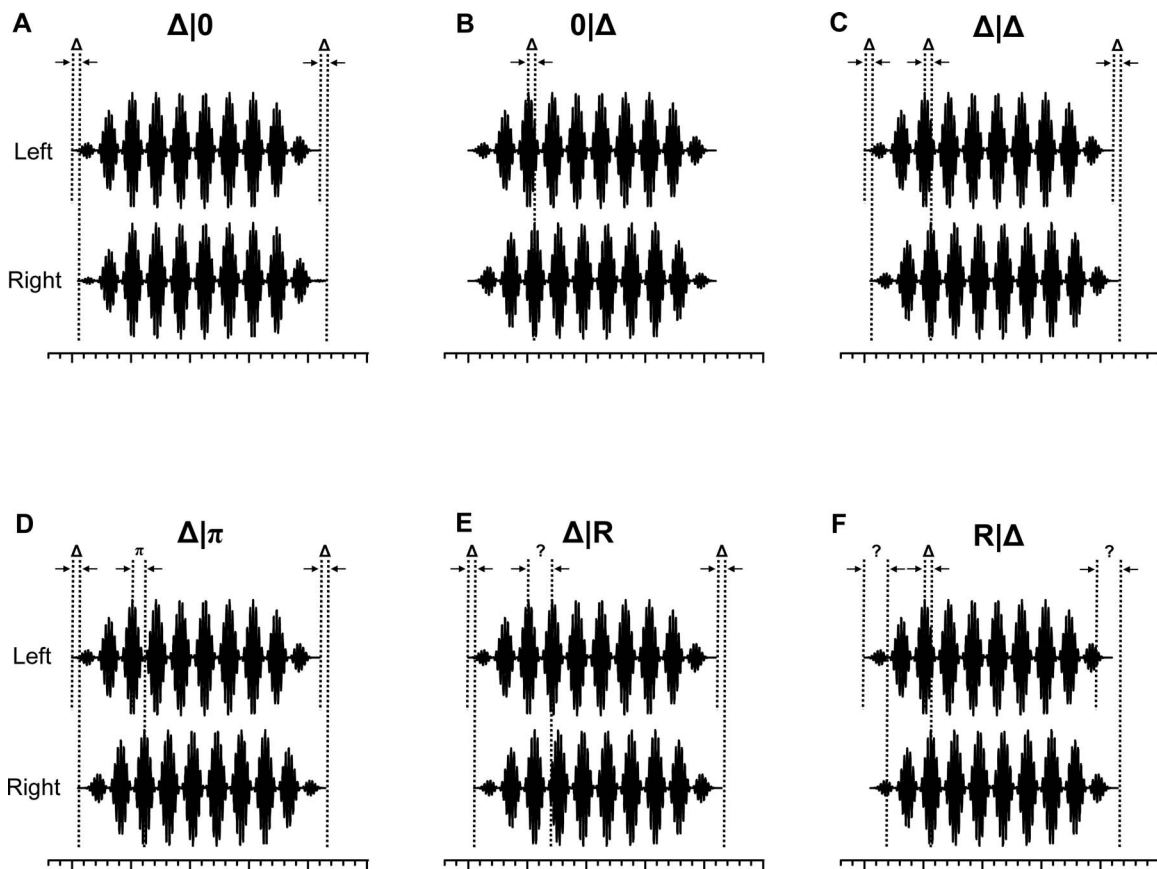 A Δ|0
Δ Δ
B 0|Δ
Δ
C Δ|Δ
Δ Δ Δ
Left
Right
D Δ|π
Δ π Δ
E Δ|R
Δ ? Δ
F R|Δ
? Δ ?
Left
Right